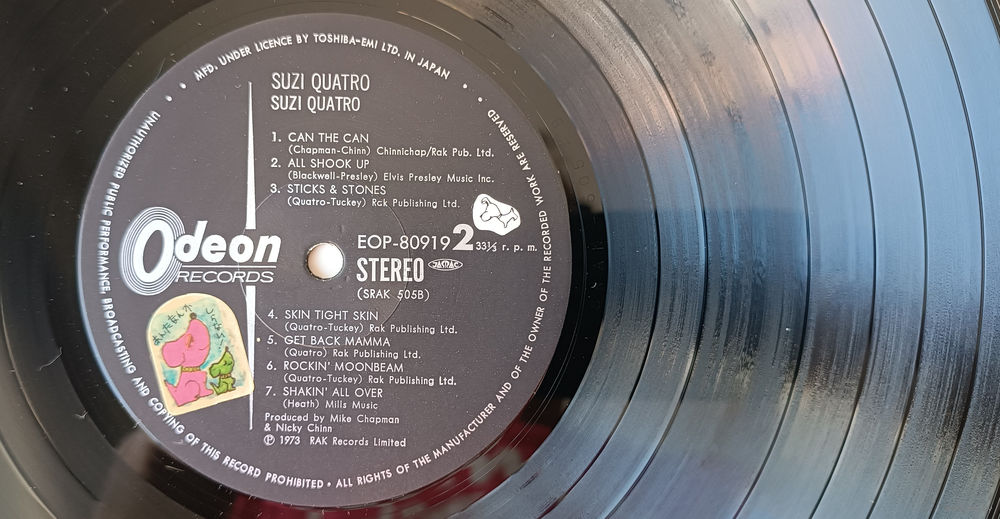 MFD. UNDER LICENCE BY TOSHIBA-EMI LTD. IN JAPAN
SUZI QUATRO
SUZI QUATRO
1. CAN THE CAN
(Chapman-Chinn) Chinnichap/Rak Pub. Ltd.
2. ALL SHOOK UP
(Blackwell-Presley) Elvis Presley Music Inc.
3. STICKS & STONES
(Quatro-Tuckey) Rak Publishing Ltd.
Odeon
RECORDS
EOP-80919 2 33⅓ r. p. m.
STEREO JASRAC
(SRAK 505B)
4. SKIN TIGHT SKIN
(Quatro-Tuckey) Rak Publishing Ltd.
5. GET BACK MAMMA
(Quatro) Rak Publishing Ltd.
6. ROCKIN' MOONBEAM
(Quatro-Tuckey) Rak Publishing Ltd.
7. SHAKIN' ALL OVER
(Heath) Mills Music
Produced by Mike Chapman
& Nicky Chinn
℗ 1973 RAK Records Limited
UNAUTHORIZED PUBLIC PERFORMANCE, BROADCASTING AND COPYING OF THIS RECORD PROHIBITED • ALL RIGHTS OF THE MANUFACTURER AND OF THE OWNER OF THE RECORDED WORK ARE RESERVED